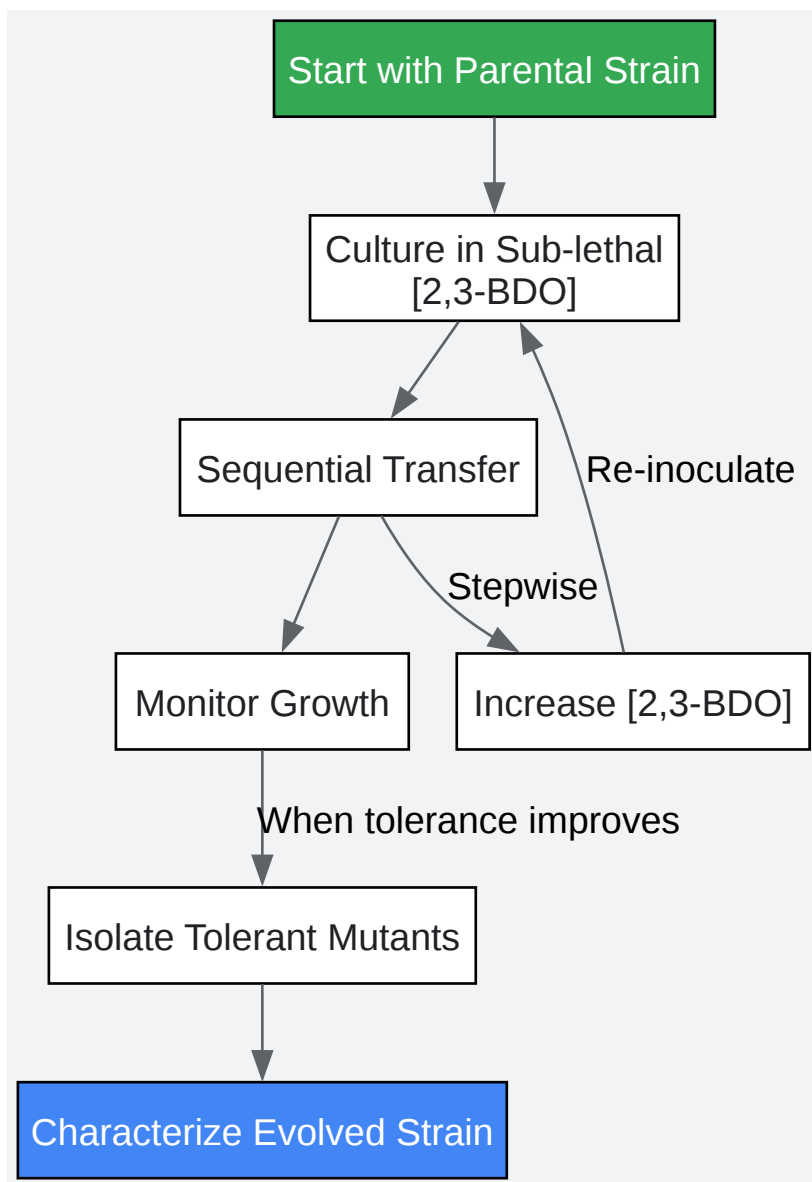 Start with Parental Strain
Culture in Sub-lethal
[2,3-BDO]
Sequential Transfer
Re-inoculate
Stepwise
Monitor Growth
Increase [2,3-BDO]
When tolerance improves
Isolate Tolerant Mutants
Characterize Evolved Strain